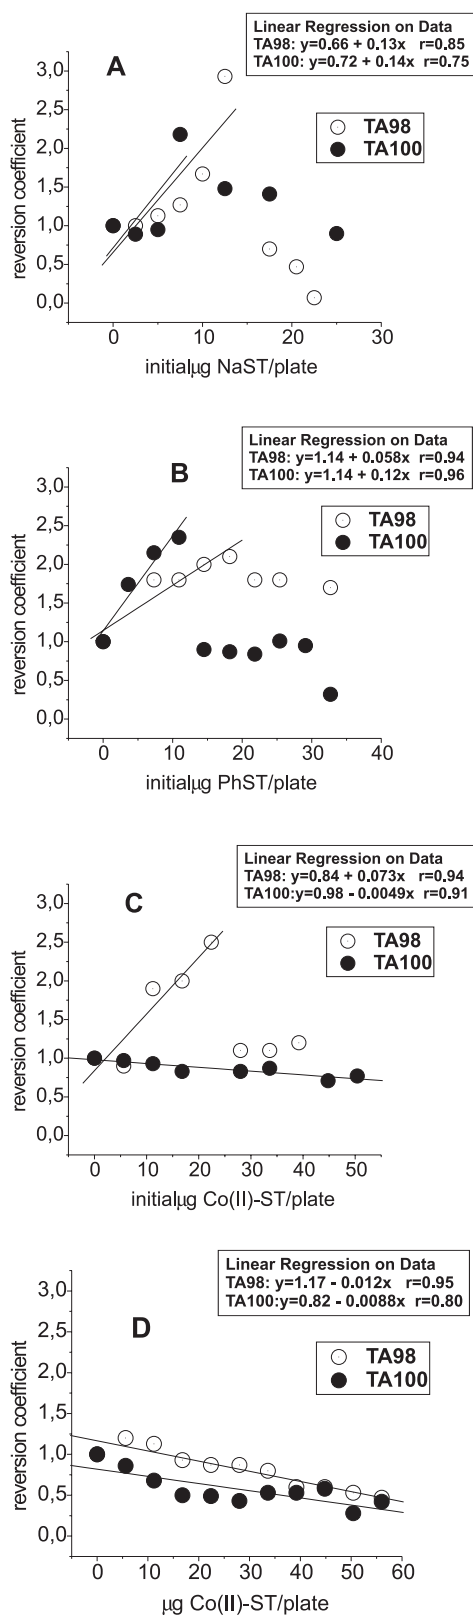 Linear Regression on Data
TA98: y=0.66 + 0.13x r=0.85
TA100: y=0.72 + 0.14x r=0.75
A
3,0
2,5
2,0
1,5
1,0
0,5
0,0
reversion coefficient
TA98
TA100
0 10 20 30
initialµg NaST/plate
Linear Regression on Data
TA98: y=1.14 + 0.058x r=0.94
TA100: y=1.14 + 0.12x r=0.96
B
3,0
2,5
2,0
1,5
1,0
0,5
0,0
reversion coefficient
TA98
TA100
0 10 20 30 40
initialµg PhST/plate
Linear Regression on Data
TA98: y=0.84 + 0.073x r=0.94
TA100:y=0.98 - 0.0049x r=0.91
C
3,0
2,5
2,0
1,5
1,0
0,5
0,0
reversion coefficient
TA98
TA100
0 10 20 30 40 50
initialµg Co(II)-ST/plate
Linear Regression on Data
TA98: y=1.17 - 0.012x r=0.95
TA100:y=0.82 - 0.0088x r=0.80
D
3,0
2,5
2,0
1,5
1,0
0,5
0,0
reversion coefficient
TA98
TA100
0 10 20 30 40 50 60
µg Co(II)-ST/plate